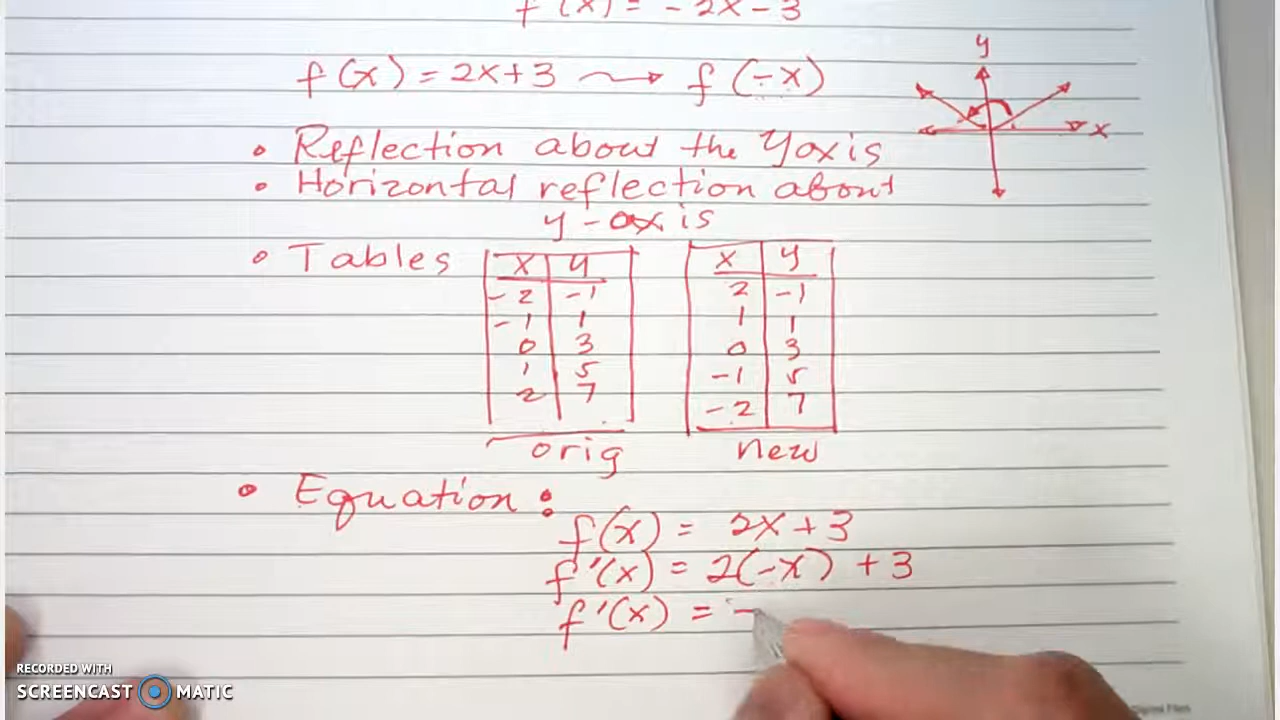 f'(x) = -2x-3
f(x) = 2x+3 → f(-x)
y
x
• Reflection about the y axis
• Horizontal reflection about
y-axis
• Tables
x y
-2 -1
-1 1
0 3
1 5
2 7
orig
x y
2 -1
1 1
0 3
-1 5
-2 7
new
• Equation:
f(x) = 2x+3
f'(x) = 2(-x) + 3
f'(x) = -
RECORDED WITH
SCREENCAST MATIC